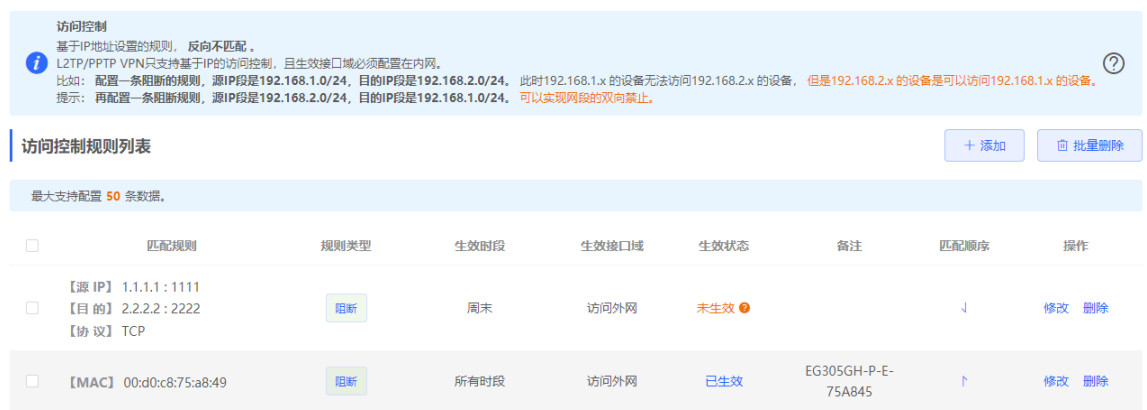 访问控制
基于IP地址设置的规则， 反向不匹配 。
L2TP/PPTP VPN只支持基于IP的访问控制，且生效接口域必须配置在内网。
比如： 配置一条阻断的规则，源IP段是192.168.1.0/24，目的IP段是192.168.2.0/24。 此时192.168.1.x 的设备无法访问192.168.2.x 的设备， 但是192.168.2.x 的设备是可以访问192.168.1.x 的设备。
提示： 再配置一条阻断规则，源IP段是192.168.2.0/24，目的IP段是192.168.1.0/24。 可以实现网段的双向禁止。
访问控制规则列表
+ 添加 批量删除
最大支持配置 50 条数据。
匹配规则 规则类型 生效时段 生效接口域 生效状态 备注 匹配顺序 操作
【源 IP】 1.1.1.1 : 1111
【目 的】 2.2.2.2 : 2222
【协 议】 TCP
阻断 周末 访问外网 未生效 修改 删除
【MAC】 00:d0:c8:75:a8:49 阻断 所有时段 访问外网 已生效 EG305GH-P-E-
75A845 修改 删除